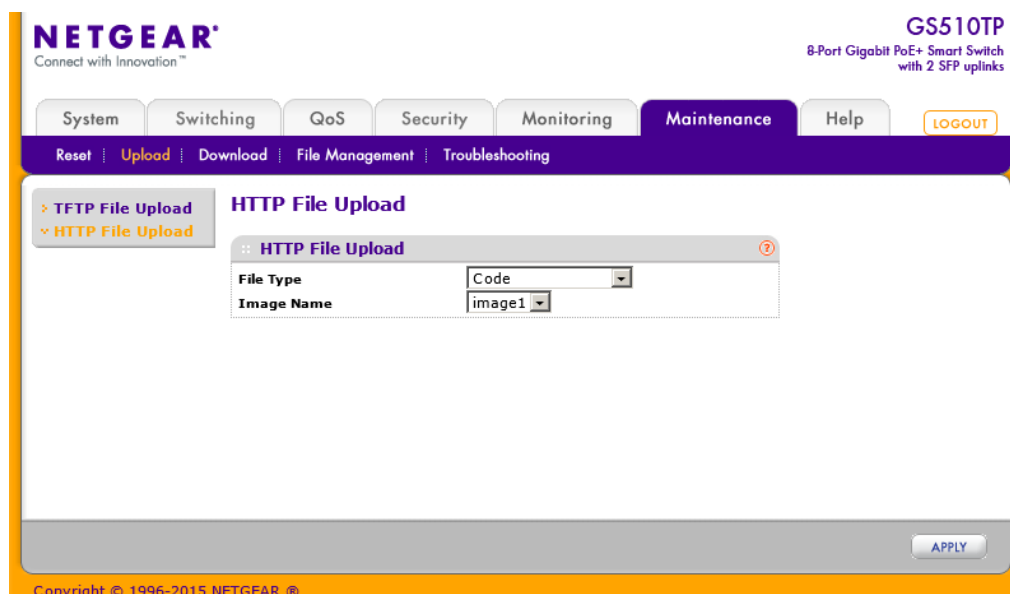 NETGEAR®
Connect with Innovation™
GS510TP
8-Port Gigabit PoE+ Smart Switch
with 2 SFP uplinks
System Switching QoS Security Monitoring Maintenance Help LOGOUT
Reset Upload Download File Management Troubleshooting
TFTP File Upload
HTTP File Upload
HTTP File Upload
HTTP File Upload ?
File Type Code
Image Name image1
APPLY
Copyright © 1996-2015 NETGEAR ®